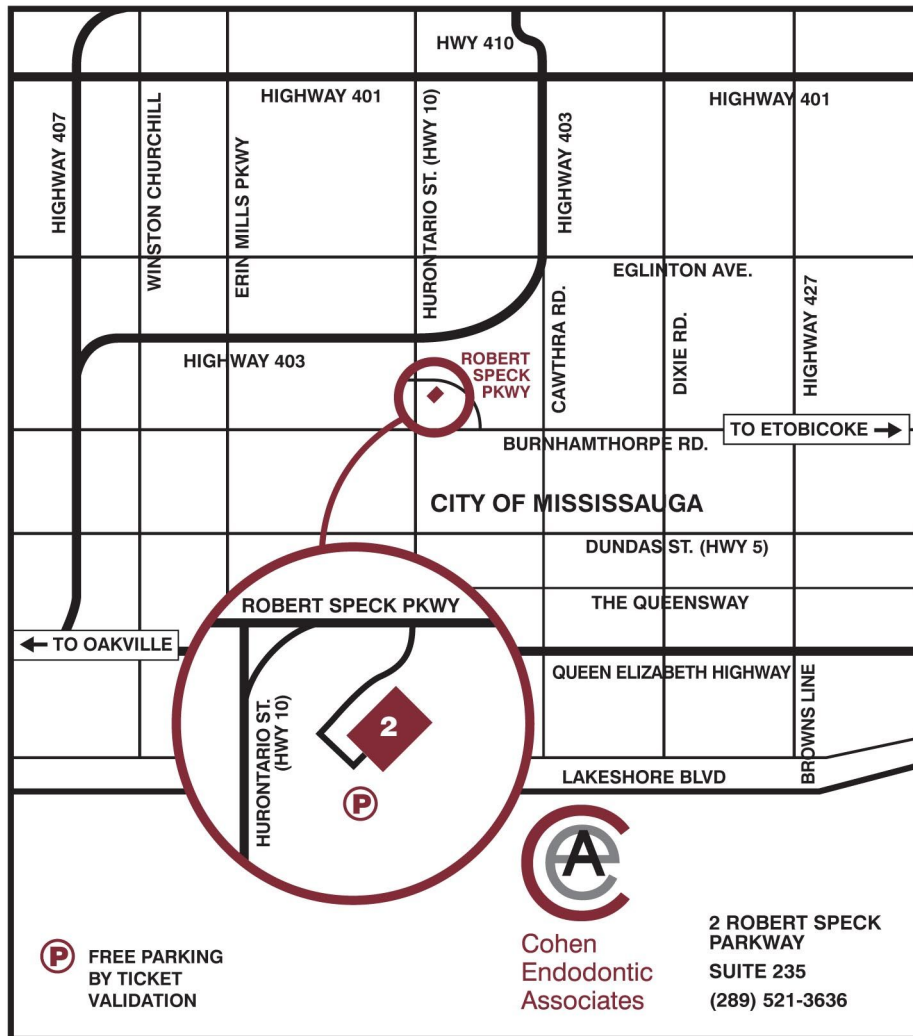 HWY 410
HIGHWAY 401
HIGHWAY 401
HIGHWAY 407
WINSTON CHURCHILL
ERIN MILLS PKWY
HURONTARIO ST. (HWY 10)
HIGHWAY 403
EGLINTON AVE.
HIGHWAY 403
ROBERT
SPECK
PKWY
CAWTHRA RD.
DIXIE RD.
HIGHWAY 427
BURNHAMTHORPE RD.
TO ETOBICOKE →
CITY OF MISSISSAUGA
DUNDAS ST. (HWY 5)
THE QUEENSWAY
← TO OAKVILLE
QUEEN ELIZABETH HIGHWAY
BROWNS LINE
LAKESHORE BLVD
ROBERT SPECK PKWY
HURONTARIO ST.
(HWY 10)
2
P
CeA
Cohen
Endodontic
Associates
P
FREE PARKING
BY TICKET
VALIDATION
2 ROBERT SPECK
PARKWAY
SUITE 235
(289) 521-3636